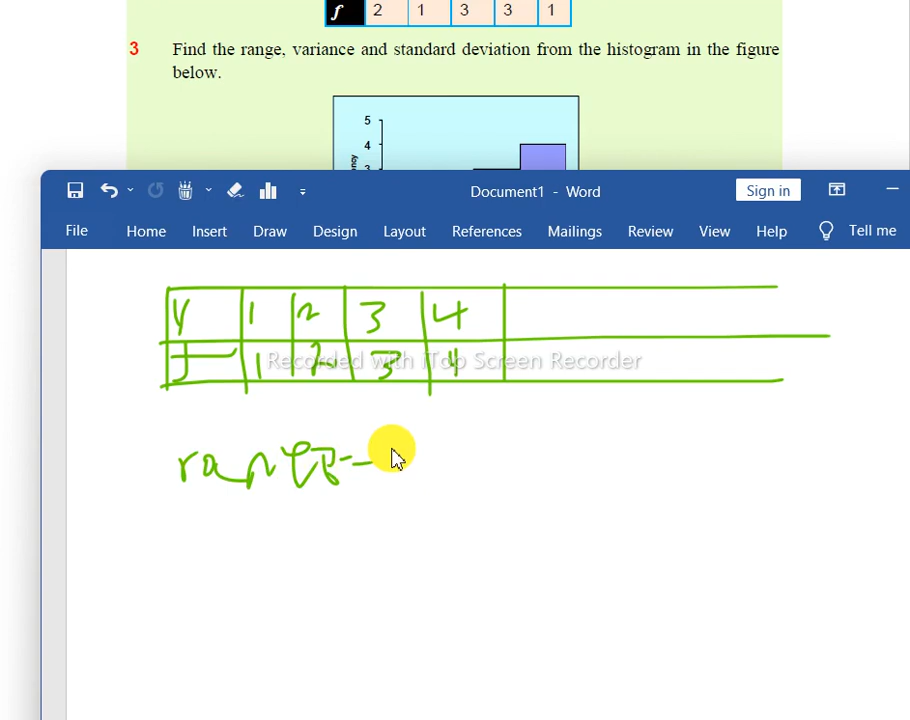 f 2 1 3 3 1
3 Find the range, variance and standard deviation from the histogram in the figure
below.
5
4
3
Document1 - Word
Sign in
File Home Insert Draw Design Layout References Mailings Review View Help Tell me
1 2 3 4
Recorded with iTop Screen Recorder
f 1 2 3 4
range =